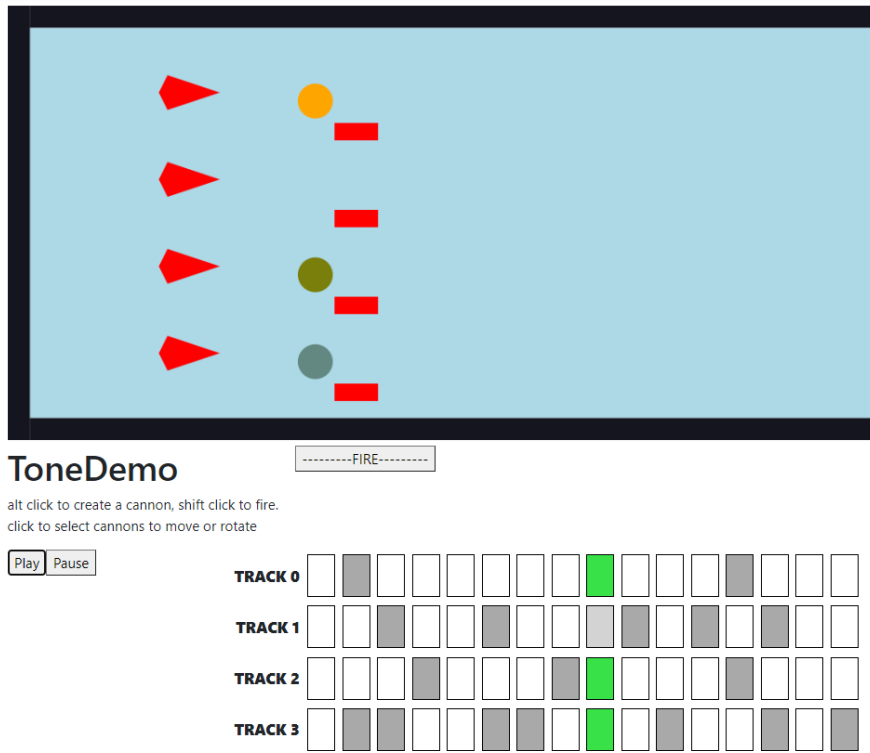 ---------FIRE---------
ToneDemo
alt click to create a cannon, shift click to fire.
click to select cannons to move or rotate
Play Pause
TRACK 0
TRACK 1
TRACK 2
TRACK 3